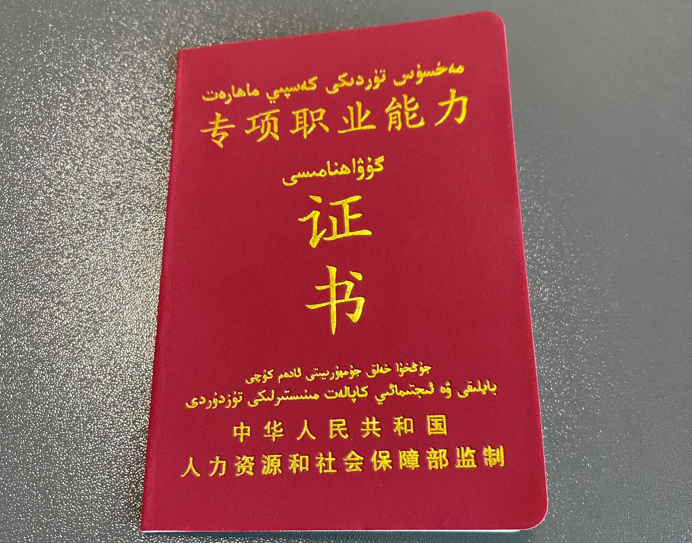 مەخسۇس تۈردىكى كەسپىي ماھارەت
专项职业能力
گۇۋاھنامىسى
证
书
جۇڭخۇا خەلق جۇمھۇرىيىتى ئادەم كۈچى
بايلىقى ۋە ئىجتىمائىي كاپالەت مىنىستىرلىكى تۈزدۈردى
中华人民共和国
人力资源和社会保障部监制